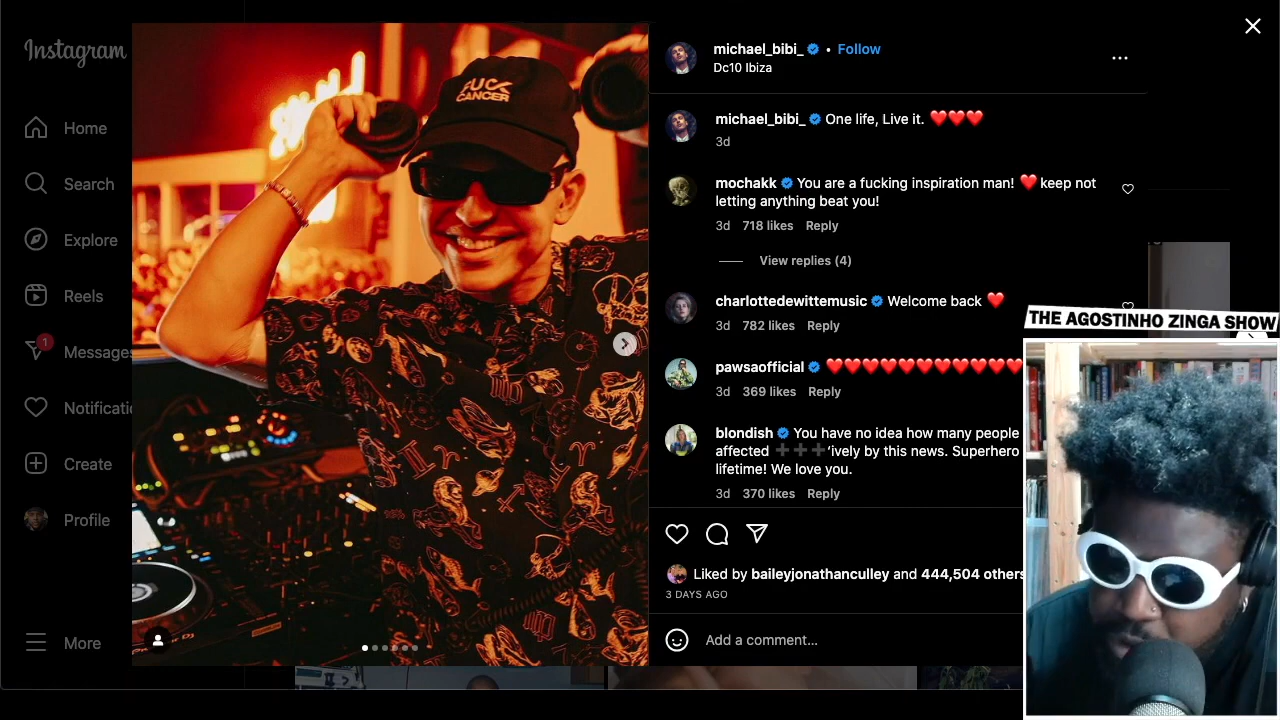 Instagram
Home
Search
Explore
Reels
1
Messages
Notificatio
Create
Profile
More
FUCK
CANCER
michael_bibi_ • Follow
Dc10 Ibiza
michael_bibi_ One life, Live it. ❤️❤️❤️
3d
mochakk You are a fucking inspiration man! ❤️keep not
letting anything beat you!
3d 718 likes Reply
View replies (4)
charlottedewittemusic Welcome back ❤️
3d 782 likes Reply
pawsaofficial ❤️❤️❤️❤️❤️❤️❤️❤️❤️❤️❤️
3d 369 likes Reply
blondish You have no idea how many people
affected ➕➕➕‘ively by this news. Superhero
lifetime! We love you.
3d 370 likes Reply
Liked by baileyjonathanculley and 444,504 others
3 DAYS AGO
Add a comment...
THE AGOSTINHO ZINGA SHOW